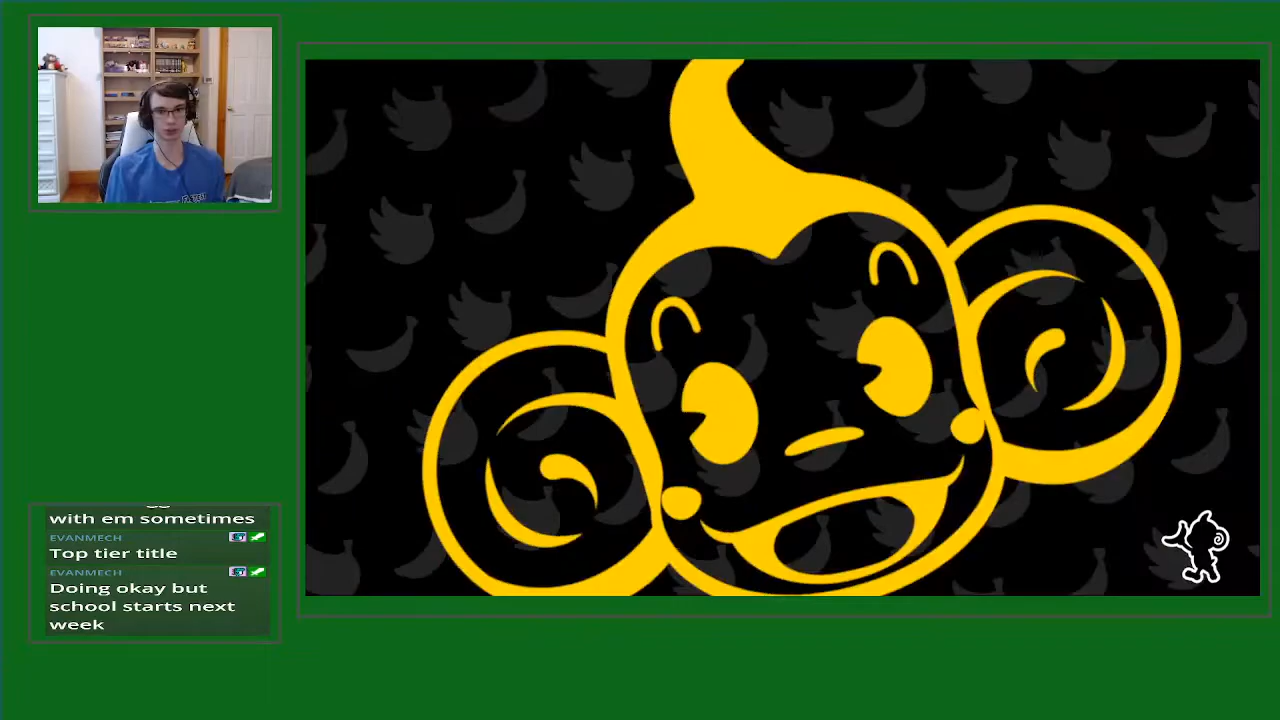 with em sometimes
EVANMECH
Top tier title
EVANMECH
Doing okay but
school starts next
week